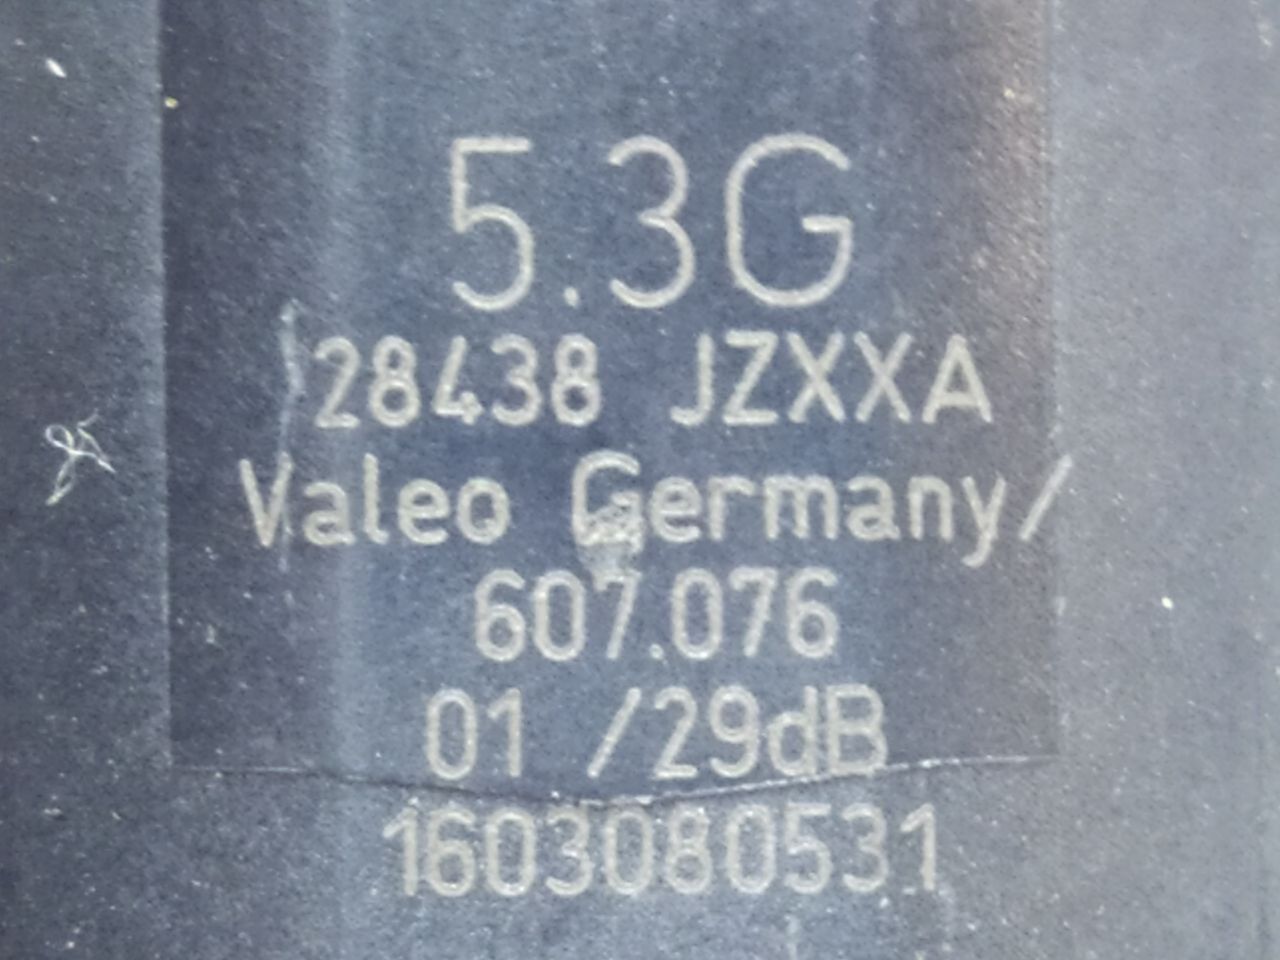 5.3G
28438 JZXXA
Valeo Germany/
607.076
01 /29dB
1603080531